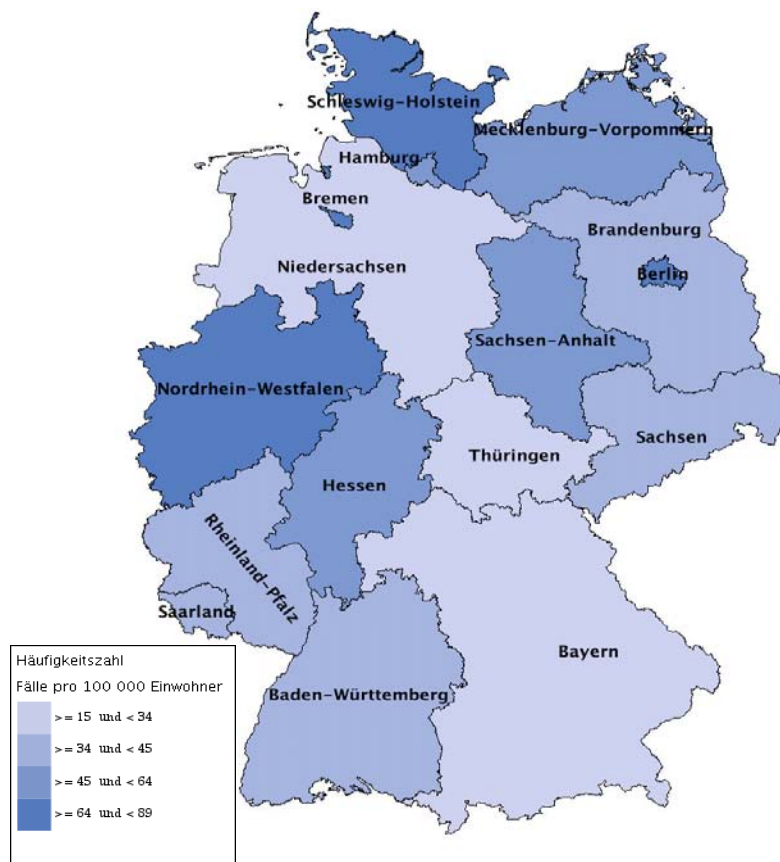 Schleswig-Holstein
Mecklenburg-Vorpommern
Hamburg
Bremen
Brandenburg
Niedersachsen
Berlin
Sachsen-Anhalt
Nordrhein-Westfalen
Sachsen
Thüringen
Hessen
Rheinland-Pfalz
Saarland
Bayern
Baden-Württemberg
Häufigkeitszahl
Fälle pro 100 000 Einwohner
>= 15 und < 34
>= 34 und < 45
>= 45 und < 64
>= 64 und < 89